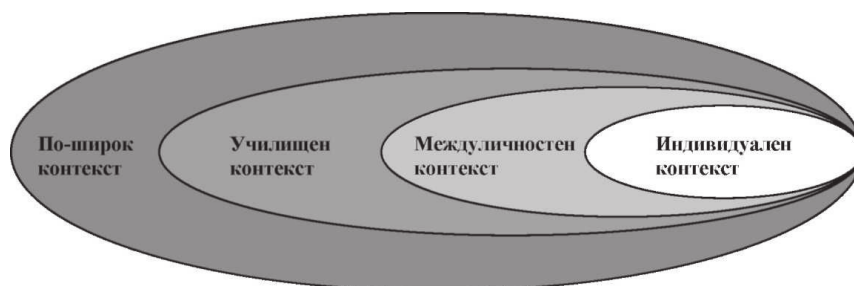 По-широк
контекст
Училищен
контекст
Междуличностен
контекст
Индивидуален
контекст